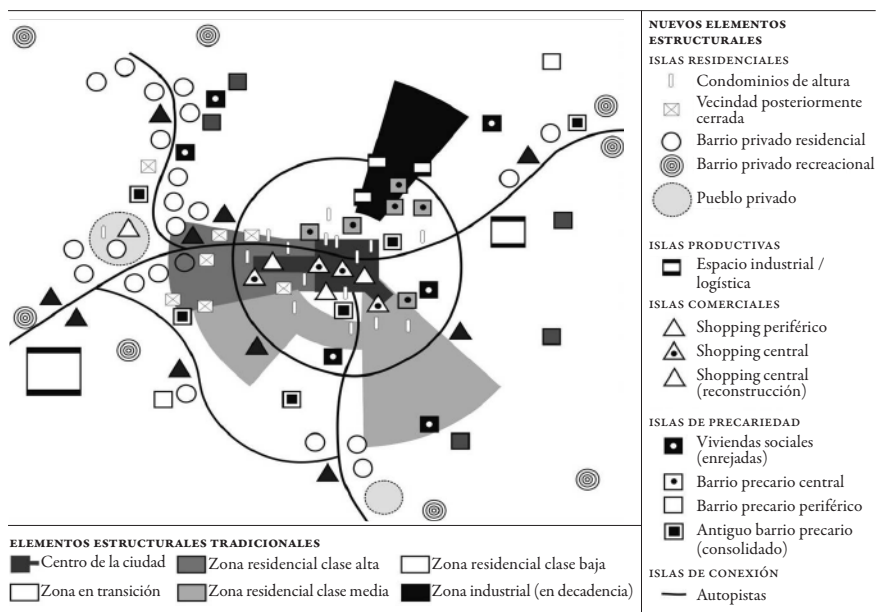 NUEVOS ELEMENTOS
ESTRUCTURALES
ISLAS RESIDENCIALES
Condominios de altura
Vecindad posteriormente
cerrada
Barrio privado residencial
Barrio privado recreacional
Pueblo privado
ISLAS PRODUCTIVAS
Espacio industrial /
logística
ISLAS COMERCIALES
Shopping periférico
Shopping central
Shopping central
(reconstrucción)
ISLAS DE PRECARIEDAD
Viviendas sociales
(enrejadas)
Barrio precario central
Barrio precario periférico
Antiguo barrio precario
(consolidado)
ISLAS DE CONEXIÓN
Autopistas
ELEMENTOS ESTRUCTURALES TRADICIONALES
Centro de la ciudad
Zona residencial clase alta
Zona residencial clase baja
Zona en transición
Zona residencial clase media
Zona industrial (en decadencia)